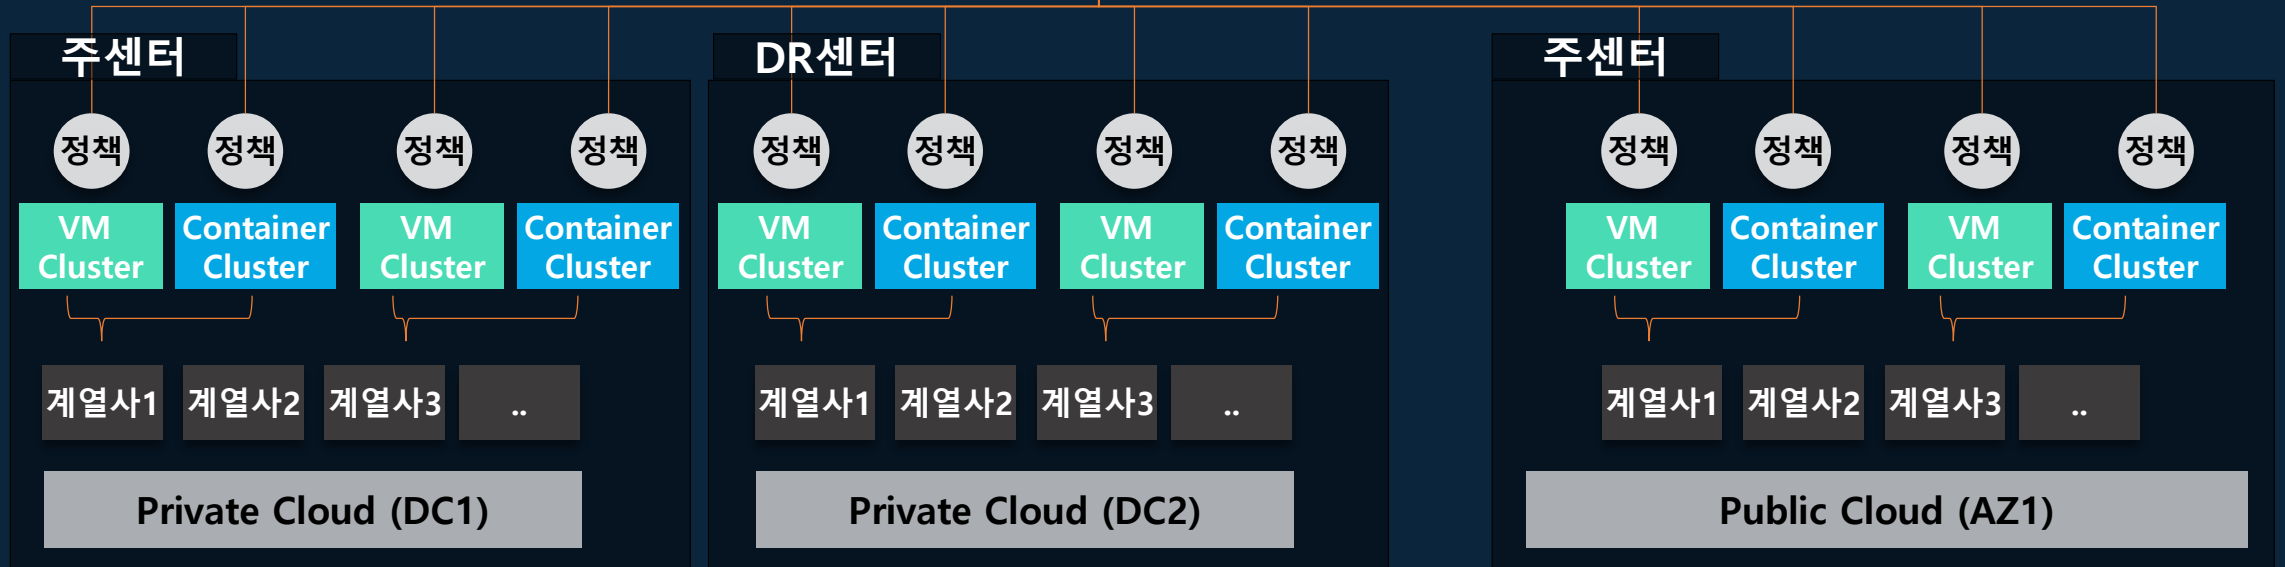 주센터
정책 정책 정책 정책
VM Cluster
Container Cluster
VM Cluster
Container Cluster
계열사1 계열사2 계열사3 ..
Private Cloud (DC1)
DR센터
정책 정책 정책 정책
VM Cluster
Container Cluster
VM Cluster
Container Cluster
계열사1 계열사2 계열사3 ..
Private Cloud (DC2)
주센터
정책 정책 정책 정책
VM Cluster
Container Cluster
VM Cluster
Container Cluster
계열사1 계열사2 계열사3 ..
Public Cloud (AZ1)